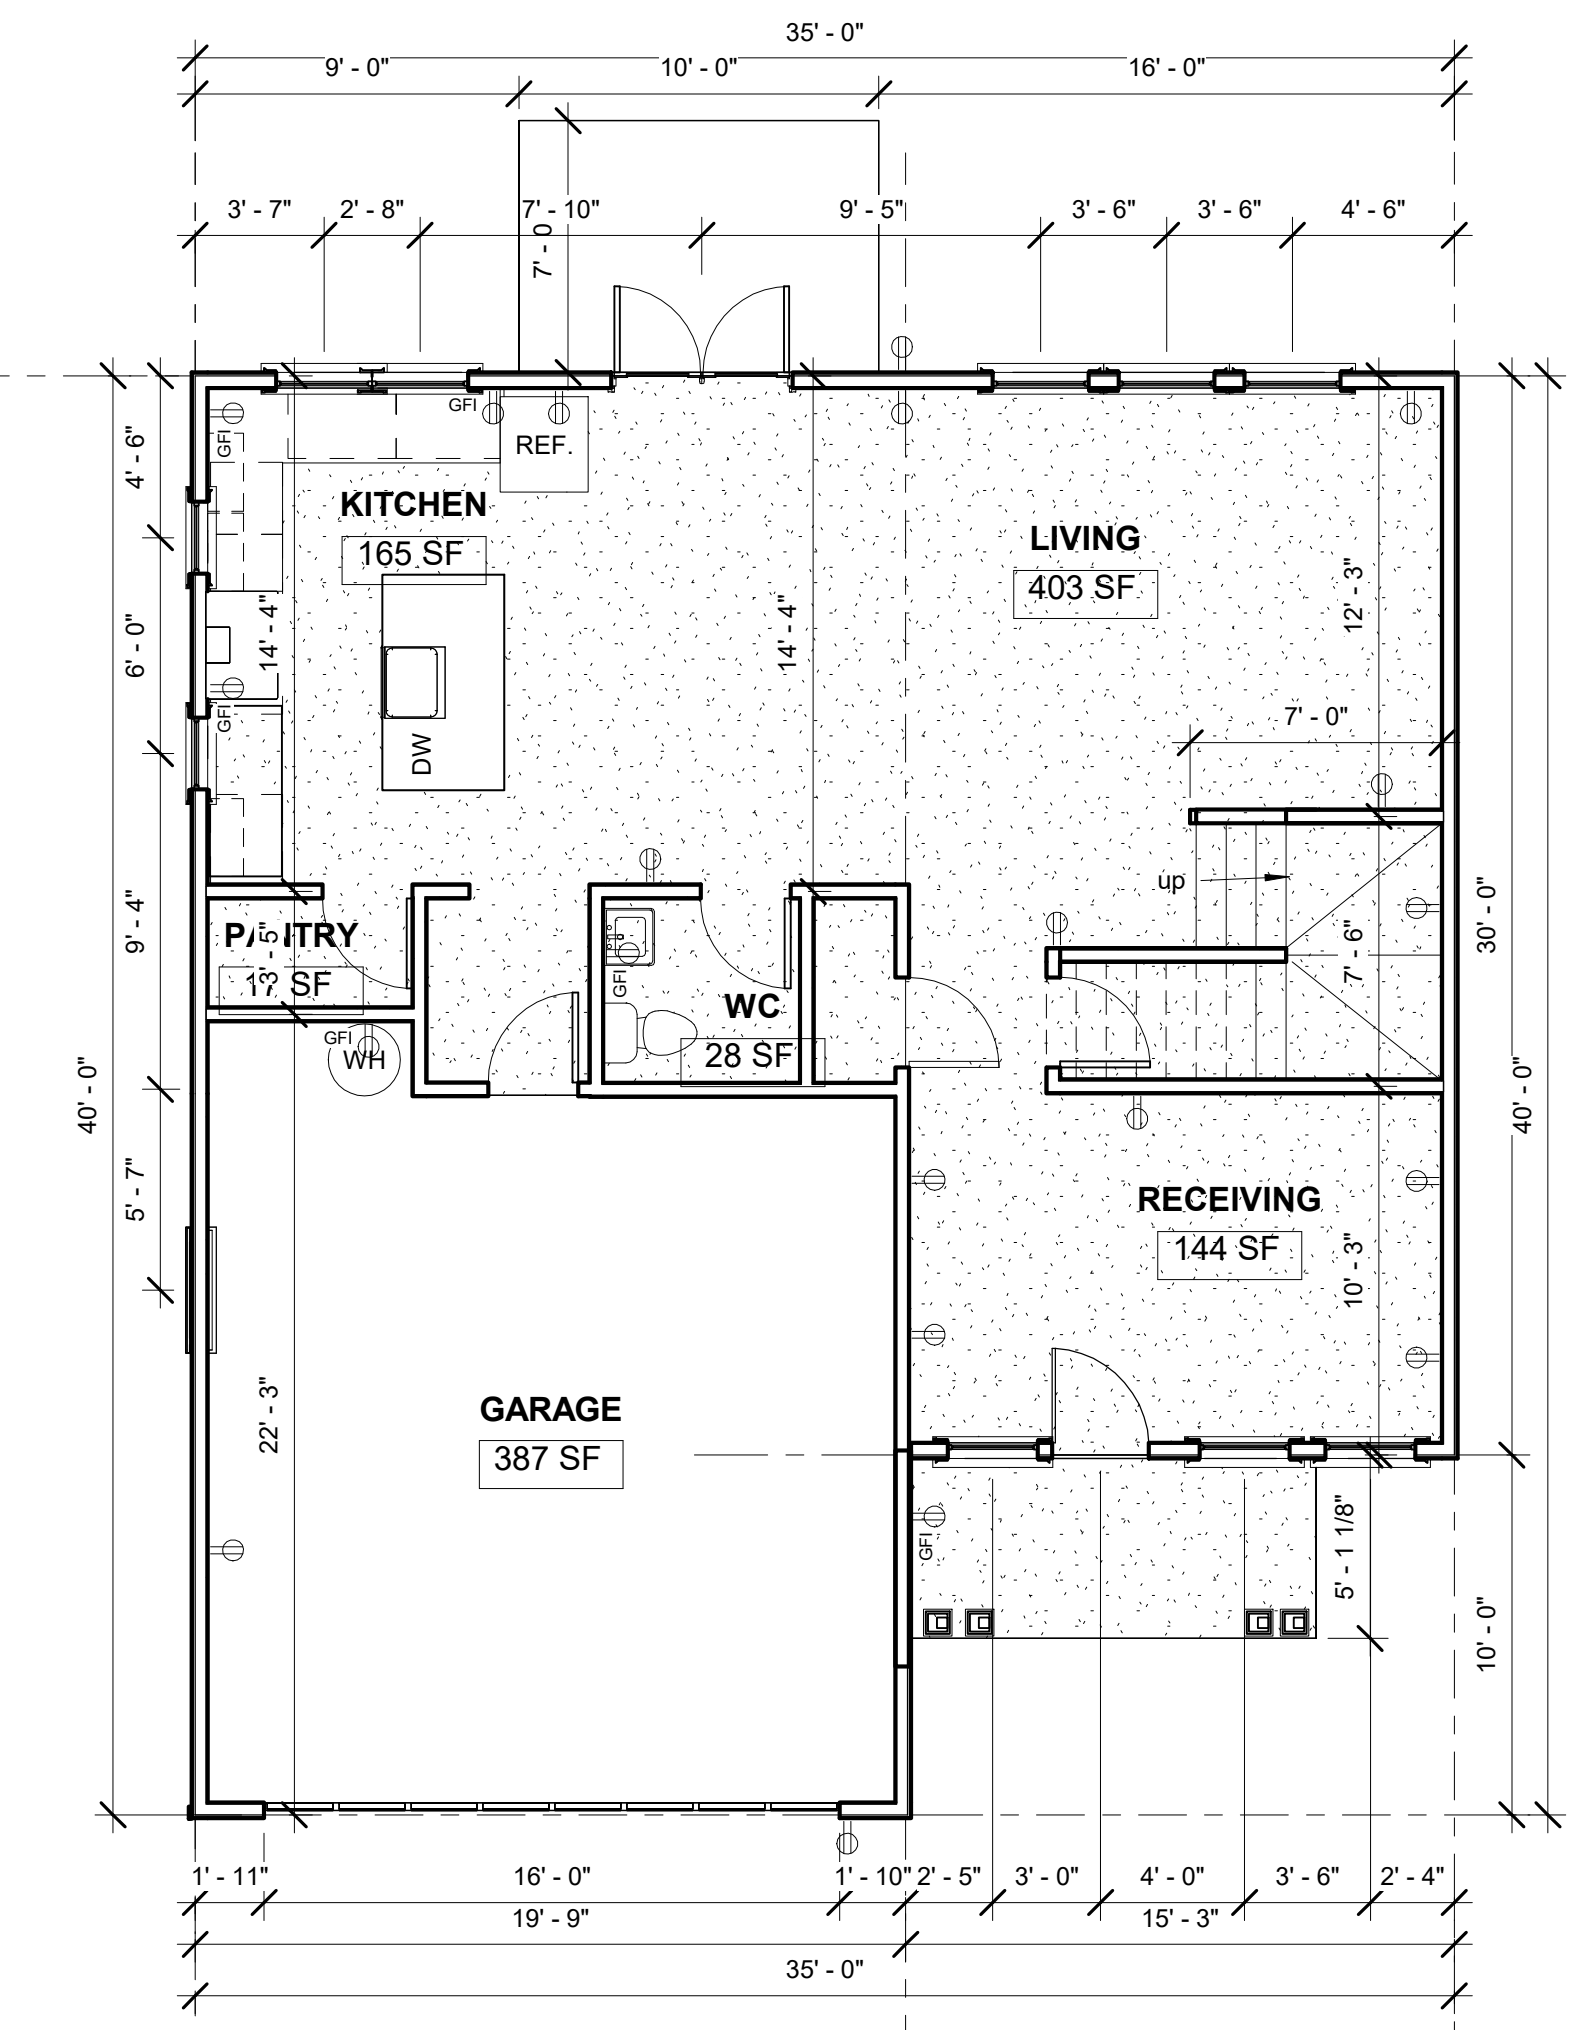 35' - 0"
9' - 0"
10' - 0"
16' - 0"
3' - 7"
2' - 8"
7' - 10"
9' - 5"
3' - 6"
3' - 6"
4' - 6"
7' - 0
GFI
GFI
REF.
4' - 6"
KITCHEN
165 SF
LIVING
403 SF
12' - 3"
6' - 0"
14' - 4"
14' - 4"
GFI
DW
7' - 0"
up
9' - 4"
PANTRY
3' - 5"
17 SF
GFI
WC
28 SF
7' - 6"
30' - 0"
GFI
WH
40' - 0"
40' - 0"
5' - 7"
RECEIVING
144 SF
10' - 3"
22' - 3"
GARAGE
387 SF
GFI
5' - 1 1/8"
10' - 0"
1' - 11"
16' - 0"
1' - 10"
2' - 5"
3' - 0"
4' - 0"
3' - 6"
2' - 4"
19' - 9"
15' - 3"
35' - 0"